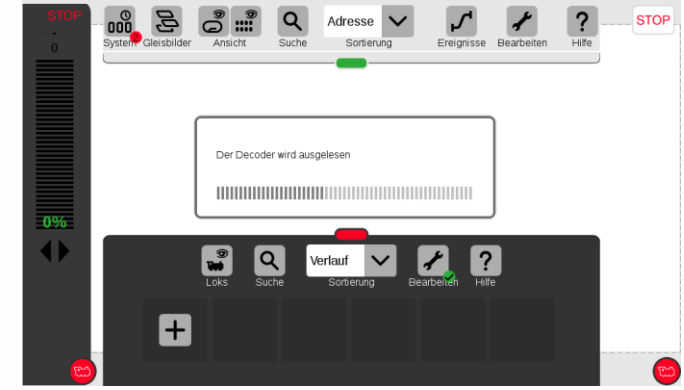 STOP
0
0%
System
2
Gleisbilder
Ansicht
Suche
Adresse
Sortierung
Ereignisse
Bearbeiten
?
Hilfe
STOP
Der Decoder wird ausgelesen
Loks
Suche
Verlauf
Sortierung
Bearbeiten
?
Hilfe
+